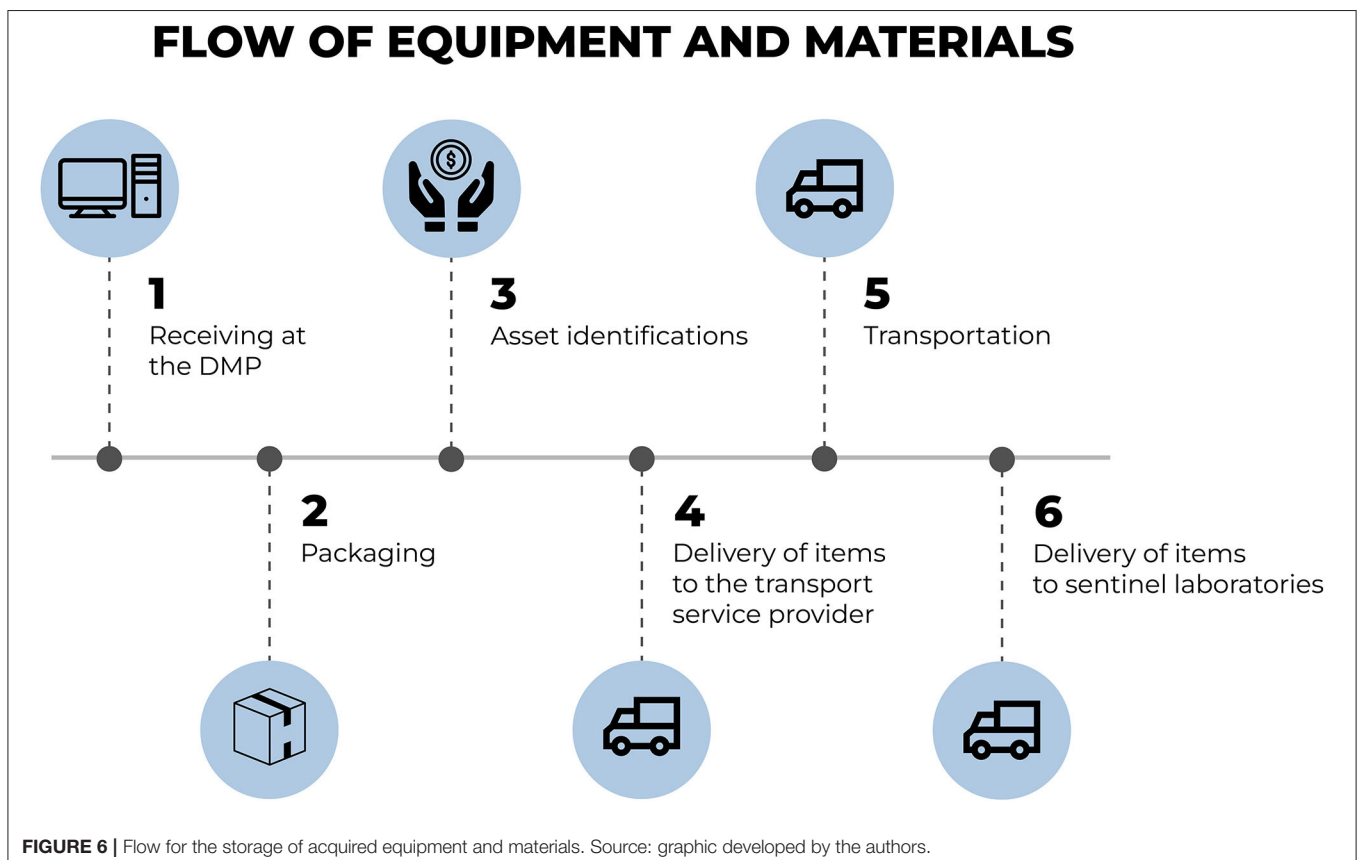 FLOW OF EQUIPMENT AND MATERIALS
$
1
Receiving at
the DMP
3
Asset identifications
5
Transportation
2
Packaging
4
Delivery of items
to the transport
service provider
6
Delivery of items
to sentinel laboratories
FIGURE 6 | Flow for the storage of acquired equipment and materials. Source: graphic developed by the authors.